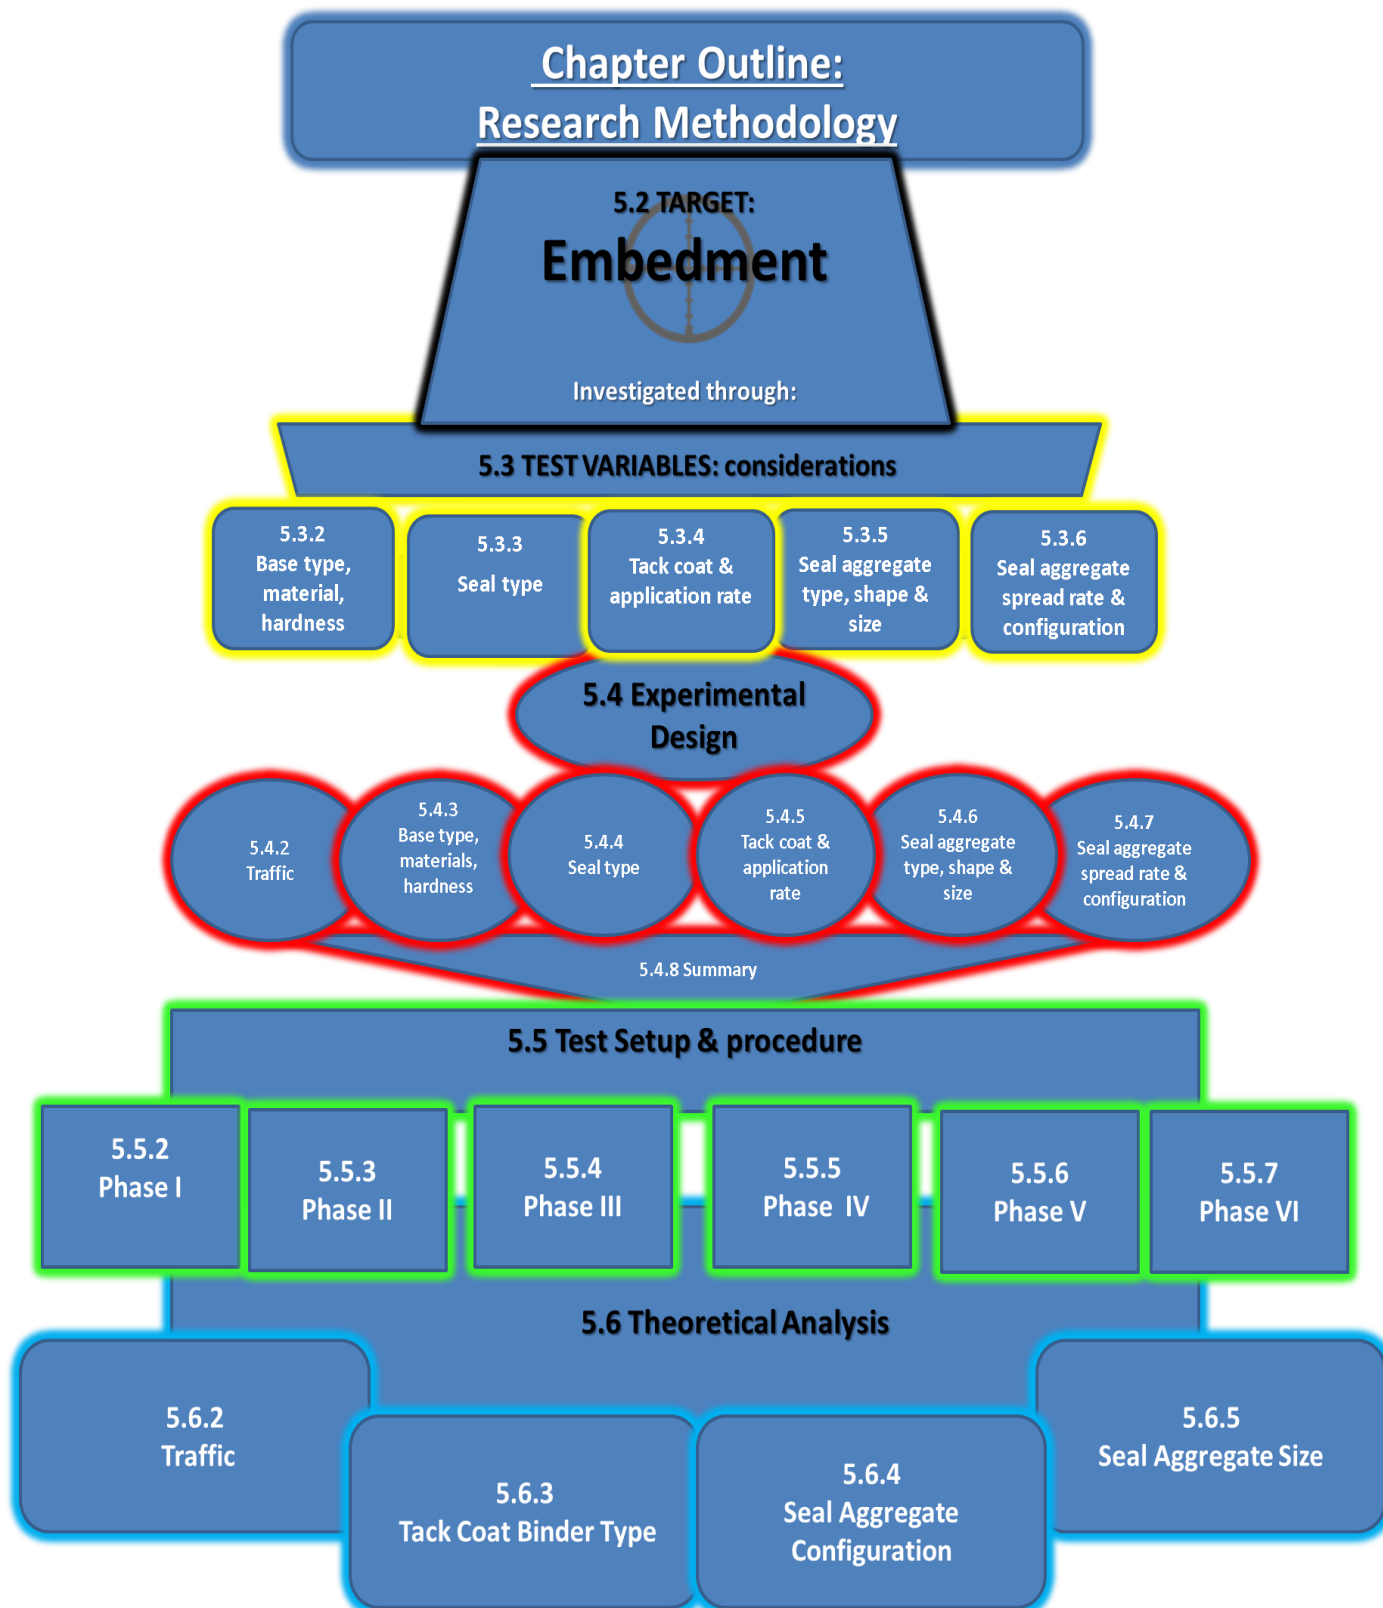 Chapter Outline:
Research Methodology
5.2 TARGET:
Embedment
Investigated through:
5.3 TEST VARIABLES: considerations
5.3.2
Base type,
material,
hardness
5.3.3
Seal type
5.3.4
Tack coat &
application rate
5.3.5
Seal aggregate
type, shape &
size
5.3.6
Seal aggregate
spread rate &
configuration
5.4 Experimental
Design
5.4.2
Traffic
5.4.3
Base type,
materials,
hardness
5.4.4
Seal type
5.4.5
Tack coat &
application
rate
5.4.6
Seal aggregate
type, shape &
size
5.4.7
Seal aggregate
spread rate &
configuration
5.4.8 Summary
5.5 Test Setup & procedure
5.5.2
Phase I
5.5.3
Phase II
5.5.4
Phase III
5.5.5
Phase IV
5.5.6
Phase V
5.5.7
Phase VI
5.6 Theoretical Analysis
5.6.2
Traffic
5.6.3
Tack Coat Binder Type
5.6.4
Seal Aggregate
Configuration
5.6.5
Seal Aggregate Size